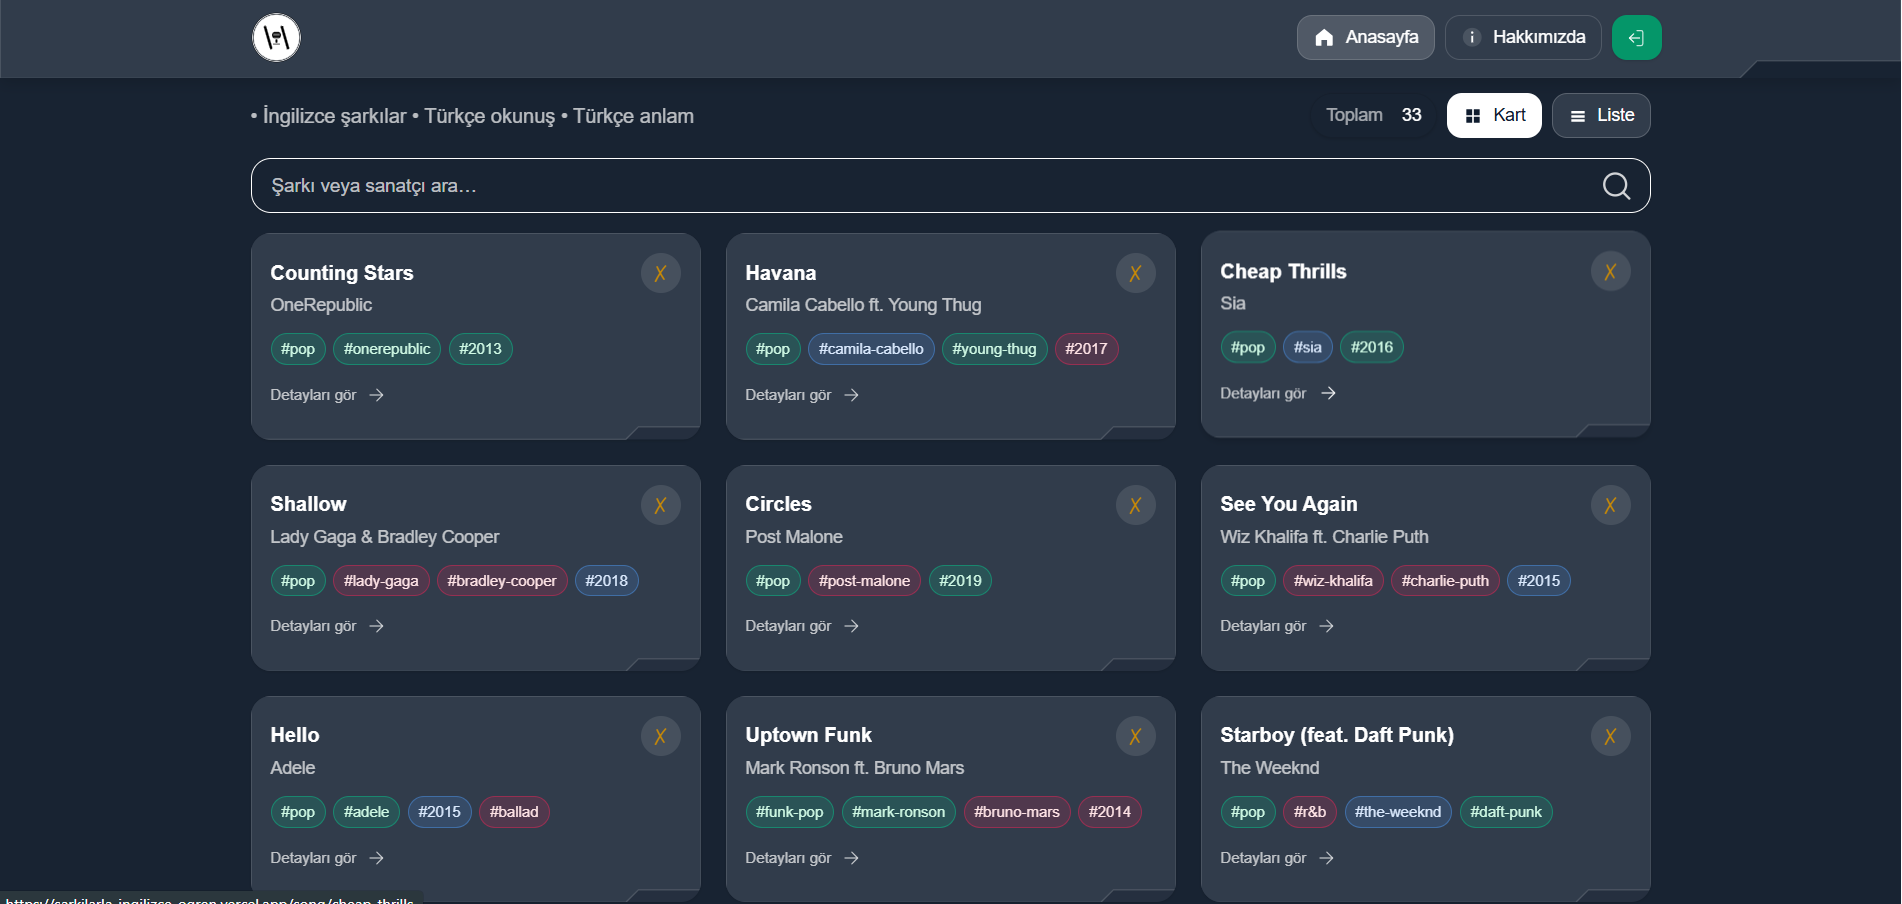 Anasayfa
Hakkımızda
• İngilizce şarkılar • Türkçe okunuş • Türkçe anlam
Toplam 33
Kart
Liste
Şarkı veya sanatçı ara…
Counting Stars
OneRepublic
#pop #onerepublic #2013
Detayları gör →
Havana
Camila Cabello ft. Young Thug
#pop #camila-cabello #young-thug #2017
Detayları gör →
Cheap Thrills
Sia
#pop #sia #2016
Detayları gör →
Shallow
Lady Gaga & Bradley Cooper
#pop #lady-gaga #bradley-cooper #2018
Detayları gör →
Circles
Post Malone
#pop #post-malone #2019
Detayları gör →
See You Again
Wiz Khalifa ft. Charlie Puth
#pop #wiz-khalifa #charlie-puth #2015
Detayları gör →
Hello
Adele
#pop #adele #2015 #ballad
Detayları gör →
Uptown Funk
Mark Ronson ft. Bruno Mars
#funk-pop #mark-ronson #bruno-mars #2014
Detayları gör →
Starboy (feat. Daft Punk)
The Weeknd
#pop #r&b #the-weeknd #daft-punk
Detayları gör →
https://sarkilarla-ingilizce-ogren.vercel.app/song/cheap-thrills